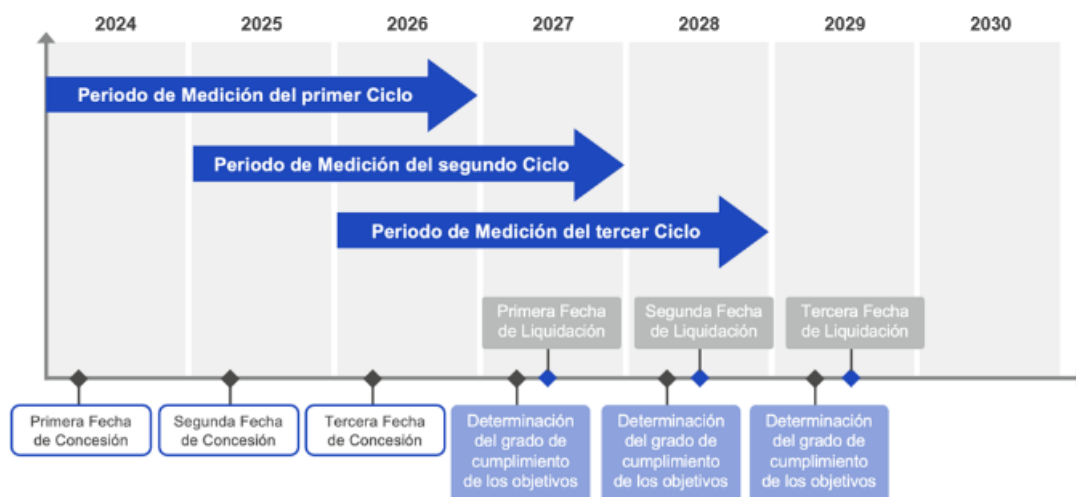 2024
2025
2026
2027
2028
2029
2030
Periodo de Medición del primer Ciclo
Periodo de Medición del segundo Ciclo
Periodo de Medición del tercer Ciclo
Primera Fecha
de Liquidación
Segunda Fecha
de Liquidación
Tercera Fecha
de Liquidación
Primera Fecha
de Concesión
Segunda Fecha
de Concesión
Tercera Fecha
de Concesión
Determinación
del grado de
cumplimiento
de los objetivos
Determinación
del grado de
cumplimiento
de los objetivos
Determinación
del grado de
cumplimiento
de los objetivos